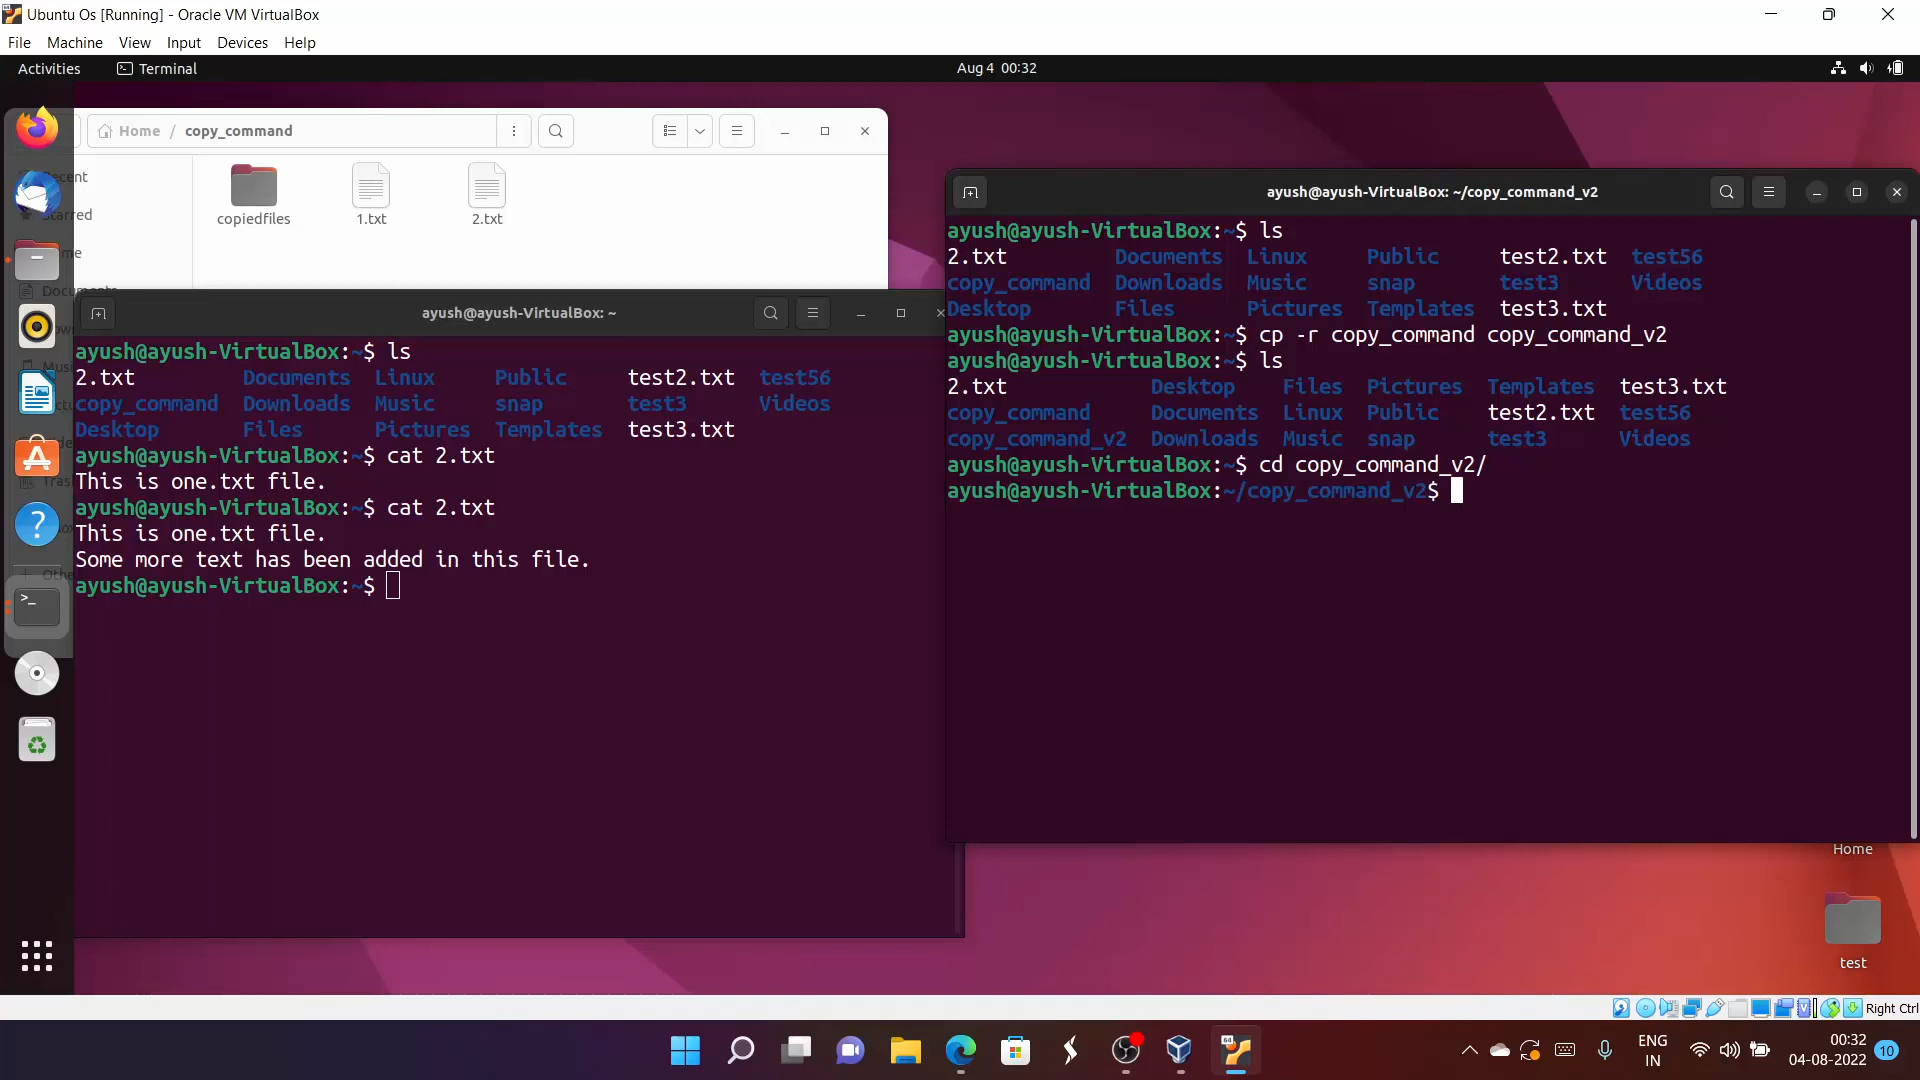 Ubuntu Os [Running] - Oracle VM VirtualBox
File Machine View Input Devices Help
Activities Terminal Aug 4 00:32
Home / copy_command
copiedfiles 1.txt 2.txt
ayush@ayush-VirtualBox: ~
ayush@ayush-VirtualBox:~$ ls
2.txt Documents Linux Public test2.txt test56
copy_command Downloads Music snap test3 Videos
Desktop Files Pictures Templates test3.txt
ayush@ayush-VirtualBox:~$ cat 2.txt
This is one.txt file.
ayush@ayush-VirtualBox:~$ cat 2.txt
This is one.txt file.
Some more text has been added in this file.
ayush@ayush-VirtualBox:~$
ayush@ayush-VirtualBox: ~/copy_command_v2
ayush@ayush-VirtualBox:~$ ls
2.txt Documents Linux Public test2.txt test56
copy_command Downloads Music snap test3 Videos
Desktop Files Pictures Templates test3.txt
ayush@ayush-VirtualBox:~$ cp -r copy_command copy_command_v2
ayush@ayush-VirtualBox:~$ ls
2.txt Desktop Files Pictures Templates test3.txt
copy_command Documents Linux Public test2.txt test56
copy_command_v2 Downloads Music snap test3 Videos
ayush@ayush-VirtualBox:~$ cd copy_command_v2/
ayush@ayush-VirtualBox:~/copy_command_v2$
Home
test
Right Ctrl
ENG
IN
00:32
04-08-2022
10